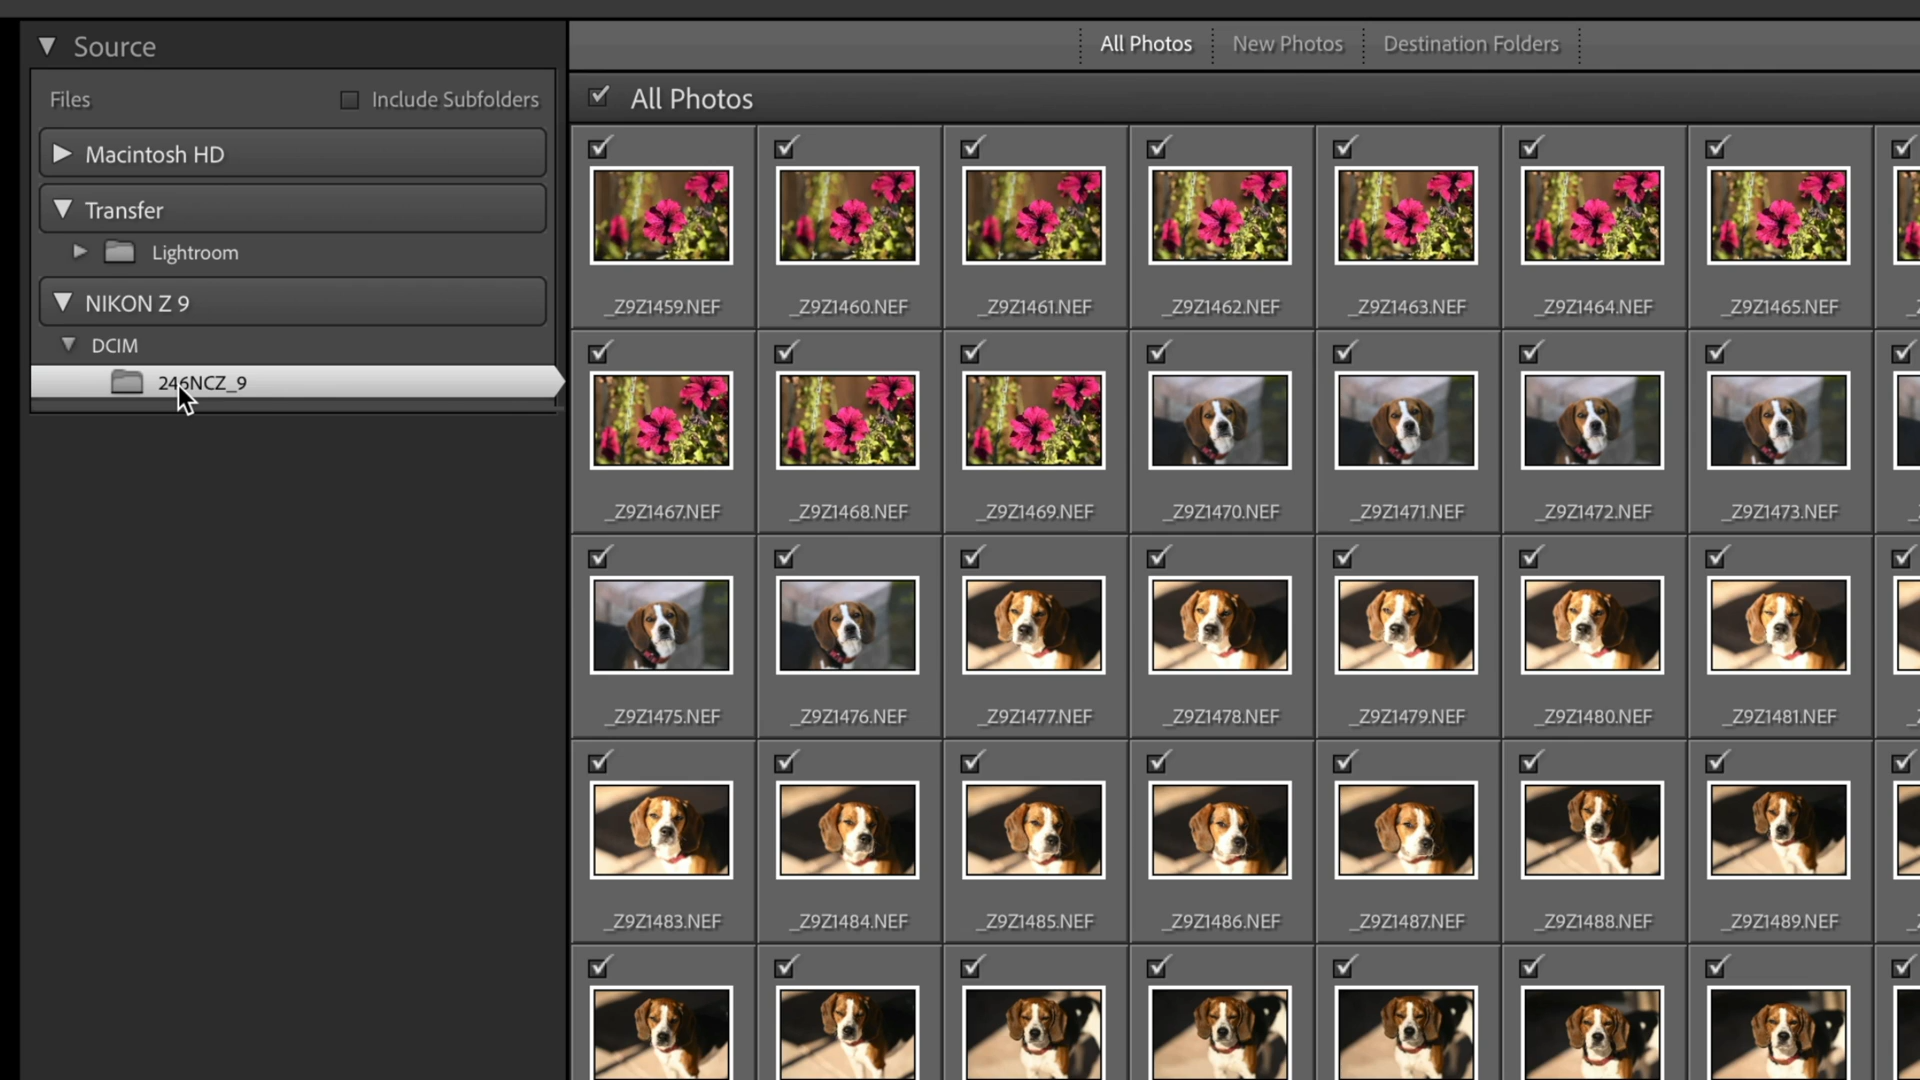 Source
All Photos New Photos Destination Folders
Files Include Subfolders
All Photos
Macintosh HD
Transfer
Lightroom
NIKON Z 9
DCIM
246NCZ_9
_Z9Z1459.NEF _Z9Z1460.NEF _Z9Z1461.NEF _Z9Z1462.NEF _Z9Z1463.NEF _Z9Z1464.NEF _Z9Z1465.NEF
_Z9Z1467.NEF _Z9Z1468.NEF _Z9Z1469.NEF _Z9Z1470.NEF _Z9Z1471.NEF _Z9Z1472.NEF _Z9Z1473.NEF
_Z9Z1475.NEF _Z9Z1476.NEF _Z9Z1477.NEF _Z9Z1478.NEF _Z9Z1479.NEF _Z9Z1480.NEF _Z9Z1481.NEF
_Z9Z1483.NEF _Z9Z1484.NEF _Z9Z1485.NEF _Z9Z1486.NEF _Z9Z1487.NEF _Z9Z1488.NEF _Z9Z1489.NEF